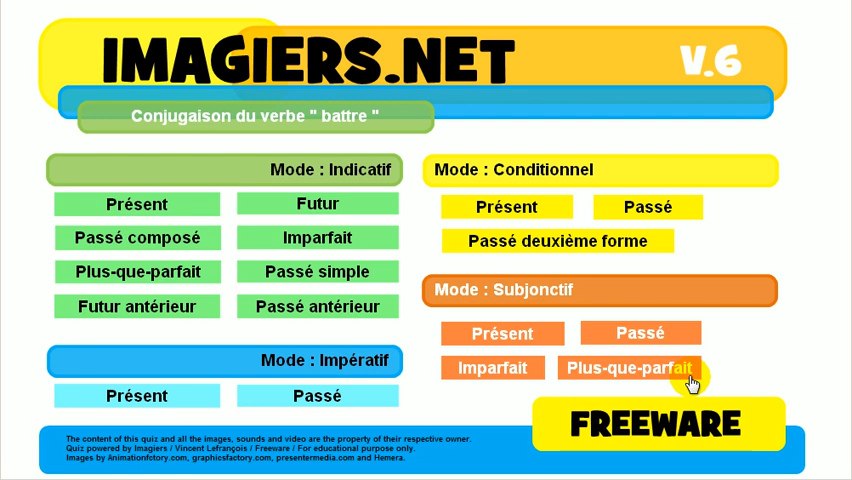 IMAGIERS.NET
V.6
Conjugaison du verbe " battre "
Mode : Indicatif
Présent
Futur
Passé composé
Imparfait
Plus-que-parfait
Passé simple
Futur antérieur
Passé antérieur
Mode : Impératif
Présent
Passé
Mode : Conditionnel
Présent
Passé
Passé deuxième forme
Mode : Subjonctif
Présent
Passé
Imparfait
Plus-que-parfait
FREEWARE
The content of this quiz and all the images, sounds and video are the property of their respective owner.
Quiz powered by Imagiers / Vincent Lefrançois / Freeware / For educational purpose only.
Images by Animationfctory.com, graphicsfactory.com, presentermedia.com and Hemera.